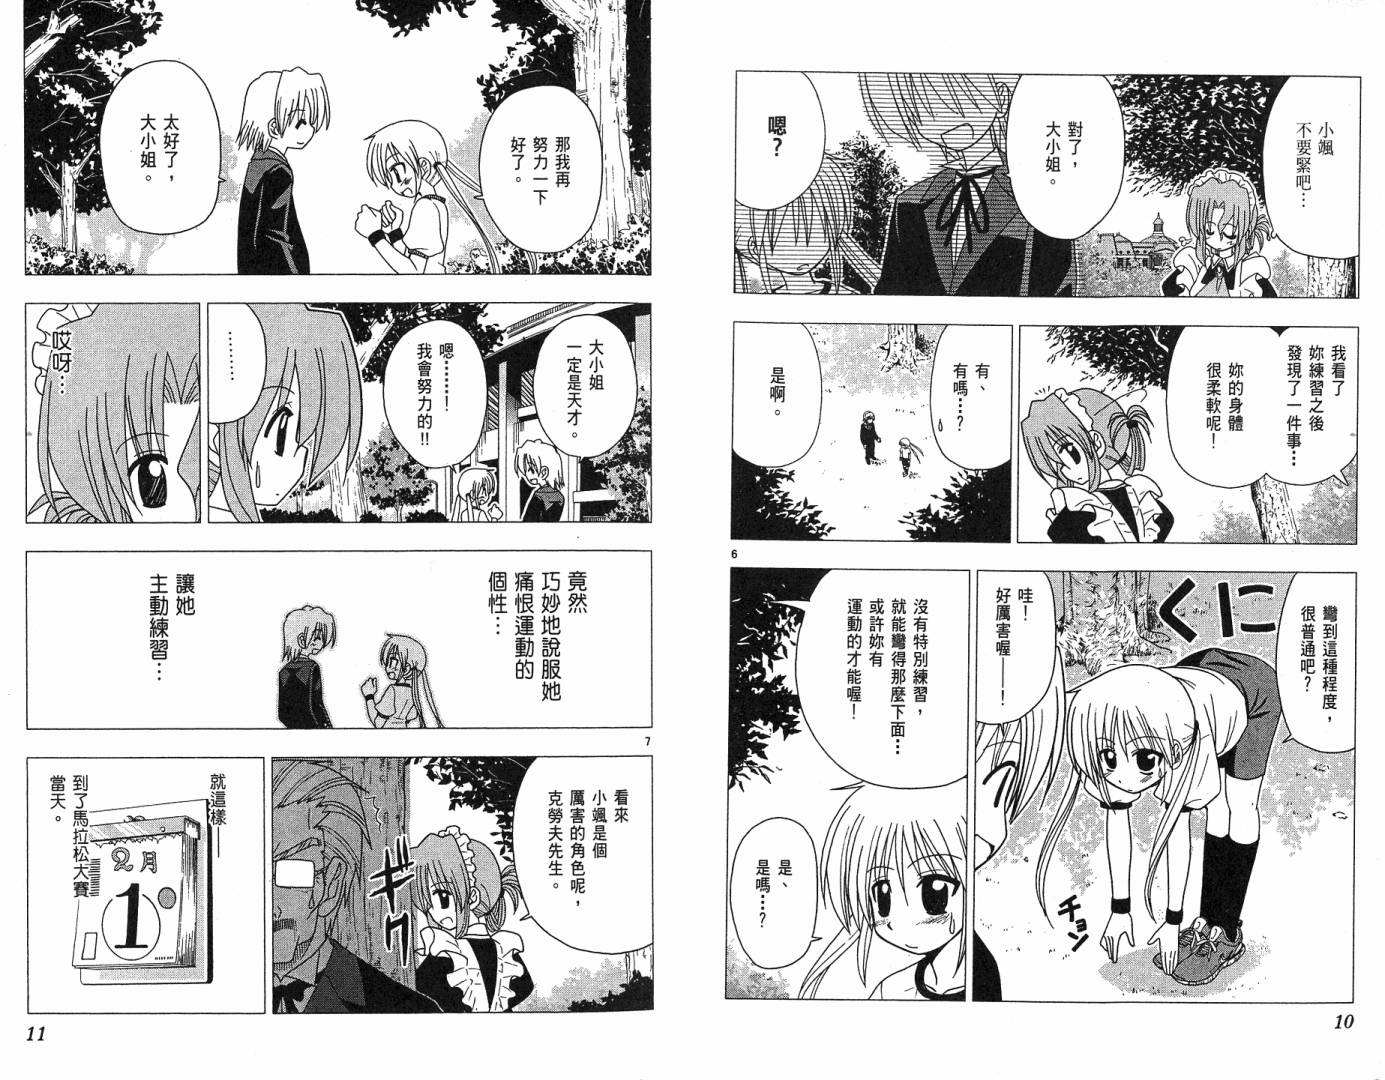 小颯
不要緊吧…
對了，
大小姐。
嗯？
我看了
妳練習之後
發現了一件事…
妳的身體
很柔軟呢！
有、
有嗎…？
是啊。
6
彎到這種程度，
很普通吧？
くに
チョン
哇！
好厲害喔——！
沒有特別練習，
就能彎得那麼下面…
或許妳有
運動的才能喔！
是、
是嗎…？
10
那我再
努力一下
好了。
太好了，
大小姐。
大小姐
一定是天才。
嗯………！
我會努力的!!
………
哎呀…
竟然
巧妙地說服她
痛恨運動的
個性…
讓她
主動練習…
7
看來
小颯是個
厲害的角色呢，
克勞夫先生。
ギク
就這樣——
到了馬拉松大賽
當天。
2月
1
11